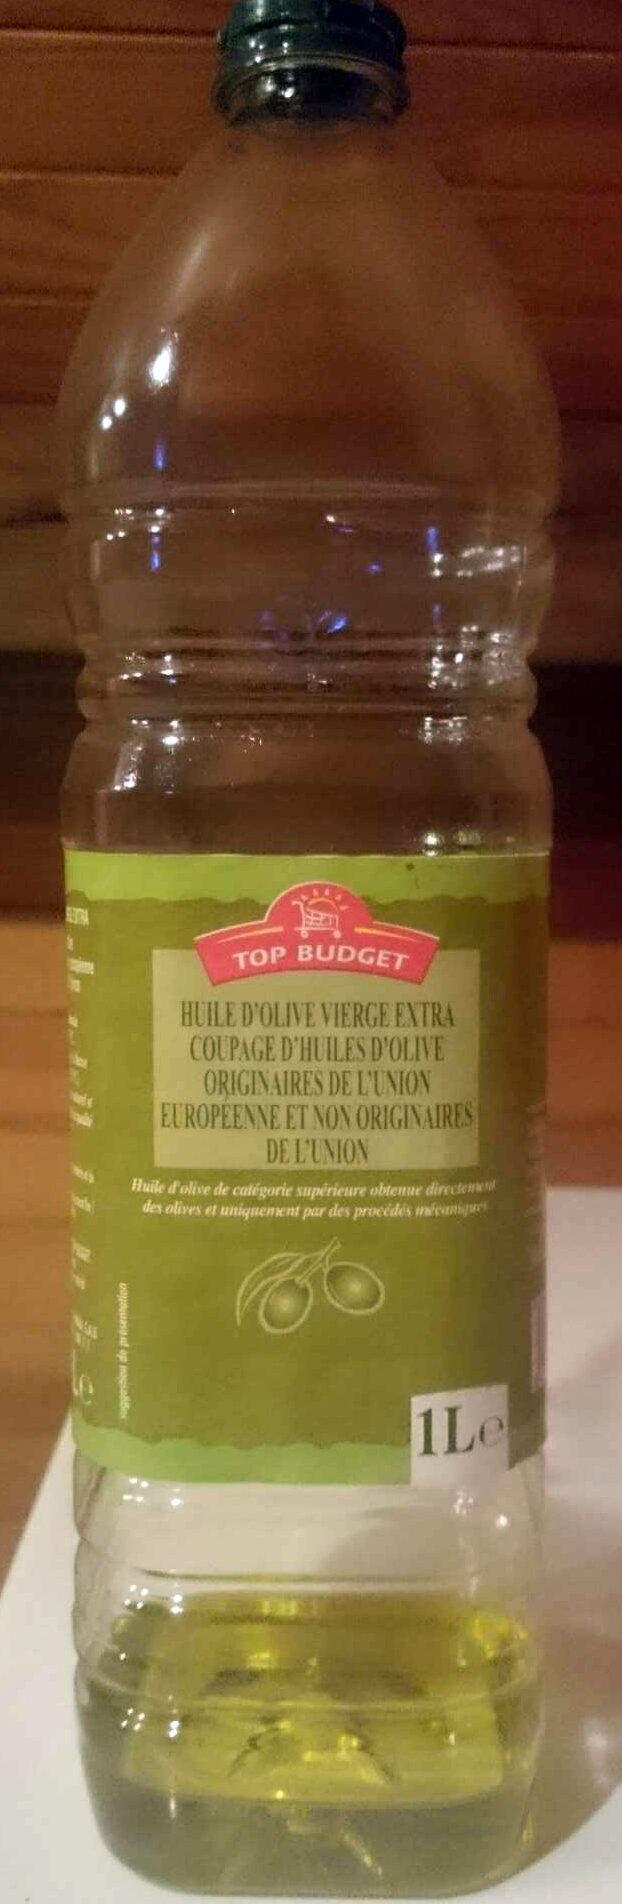 TOP BUDGET
HUILE D'OLIVE VIERGE EXTRA
COUPAGE D'HUILES D'OLIVE
ORIGINAIRES DE L'UNION
EUROPÉENNE ET NON ORIGINAIRES
DE L'UNION
Huile d'olive de catégorie supérieure obtenue directement
des olives et uniquement par des procédés mécaniques
suggestion de présentation
1L e